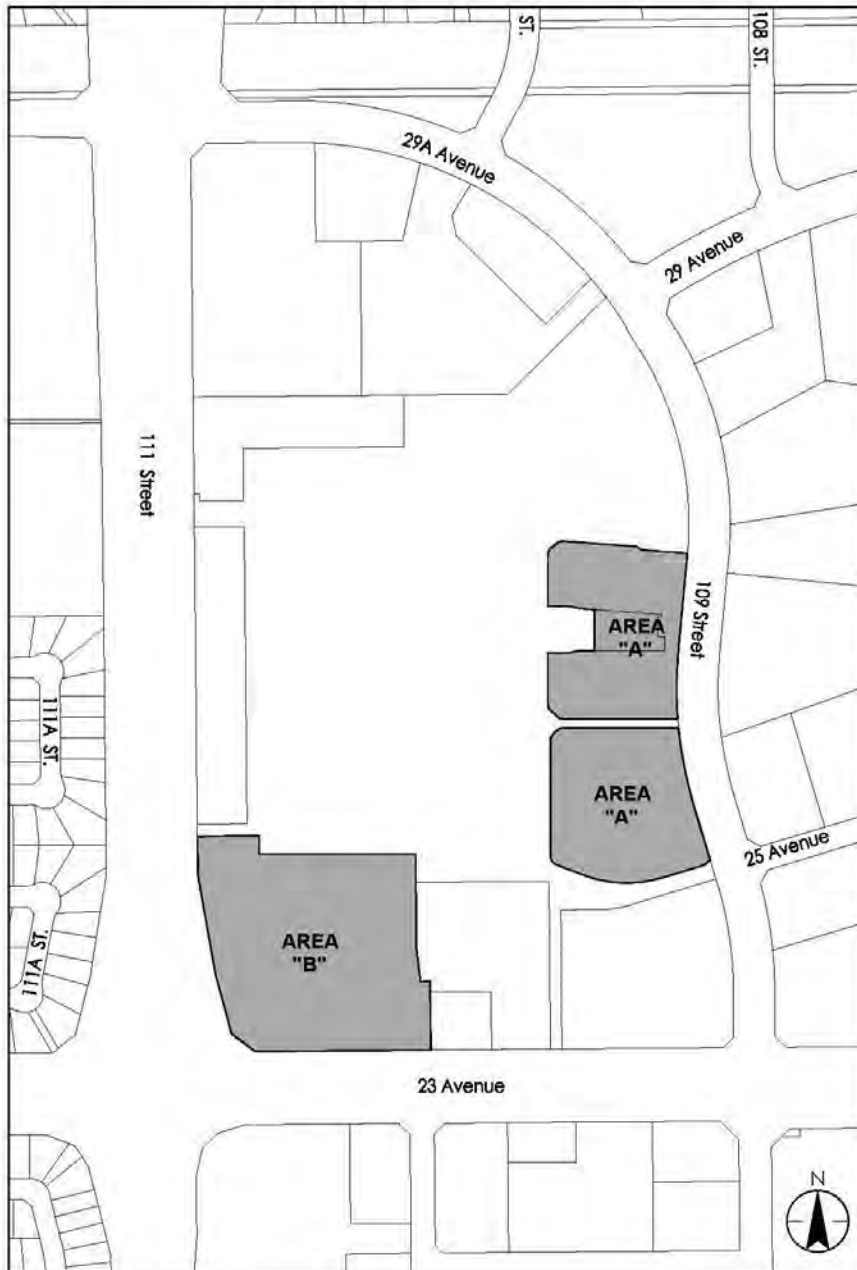 ST.
108 ST.
29A Avenue
29 Avenue
111 Street
109 Street
AREA
"A"
111A ST.
AREA
"A"
25 Avenue
111A ST.
AREA
"B"
23 Avenue
N